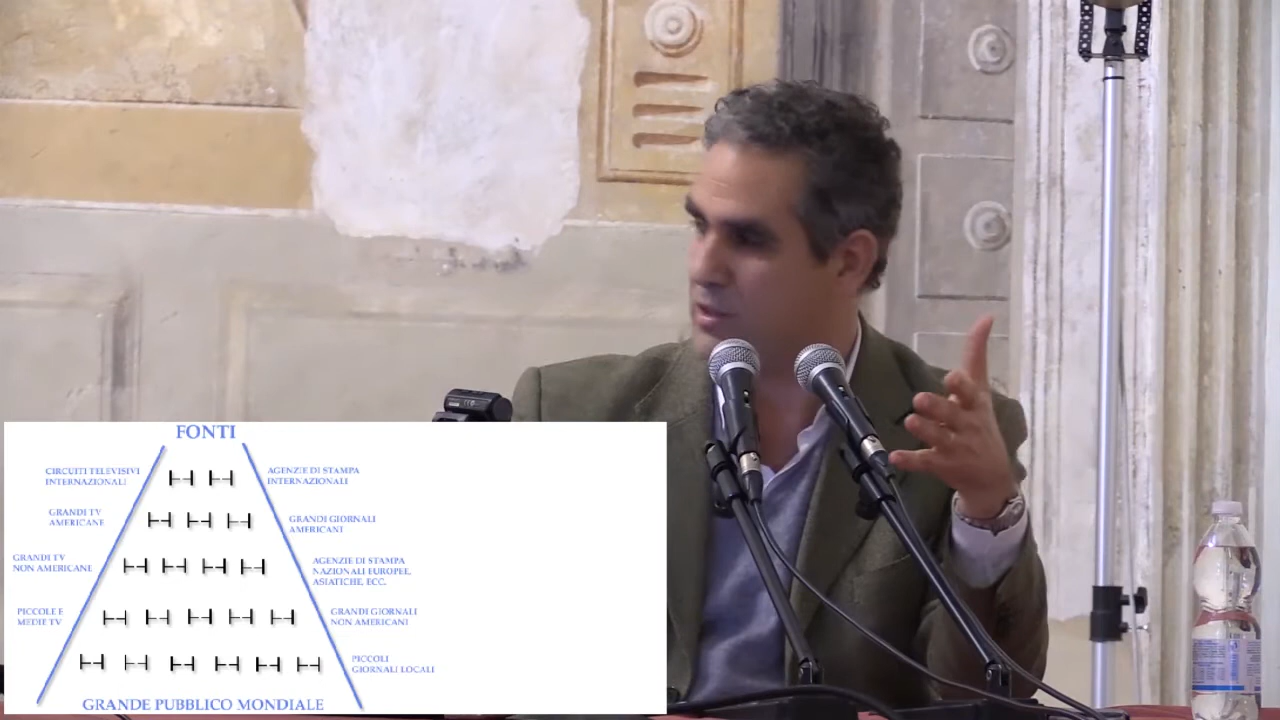 FONTI
CIRCUITI TELEVISIVI
INTERNAZIONALI
AGENZIE DI STAMPA
INTERNAZIONALI
GRANDI TV
AMERICANE
GRANDI GIORNALI
AMERICANI
GRANDI TV
NON AMERICANE
AGENZIE DI STAMPA
NAZIONALI EUROPEE,
ASIATICHE, ECC.
PICCOLE E
MEDIE TV
GRANDI GIORNALI
NON AMERICANI
PICCOLI
GIORNALI LOCALI
GRANDE PUBBLICO MONDIALE